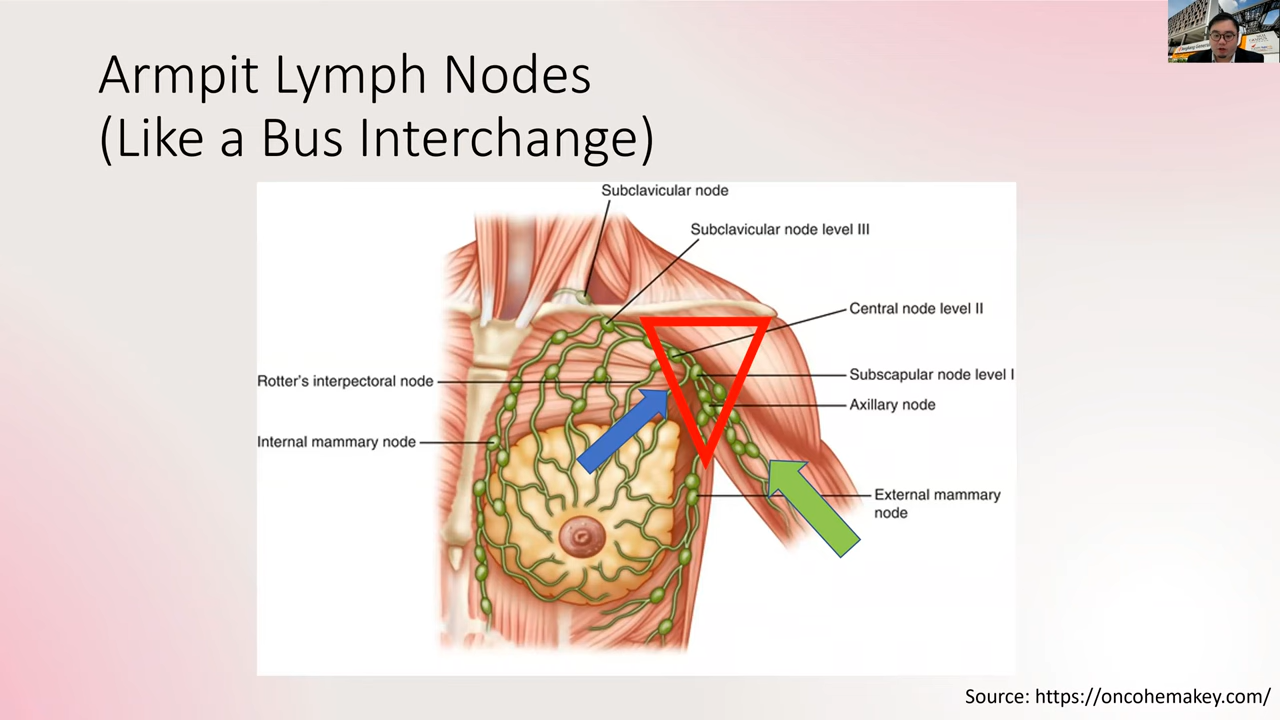 Armpit Lymph Nodes
(Like a Bus Interchange)
Subclavicular node
Subclavicular node level III
Central node level II
Rotter's interpectoral node
Subscapular node level I
Axillary node
Internal mammary node
External mammary
node
Source: https://oncohemakey.com/